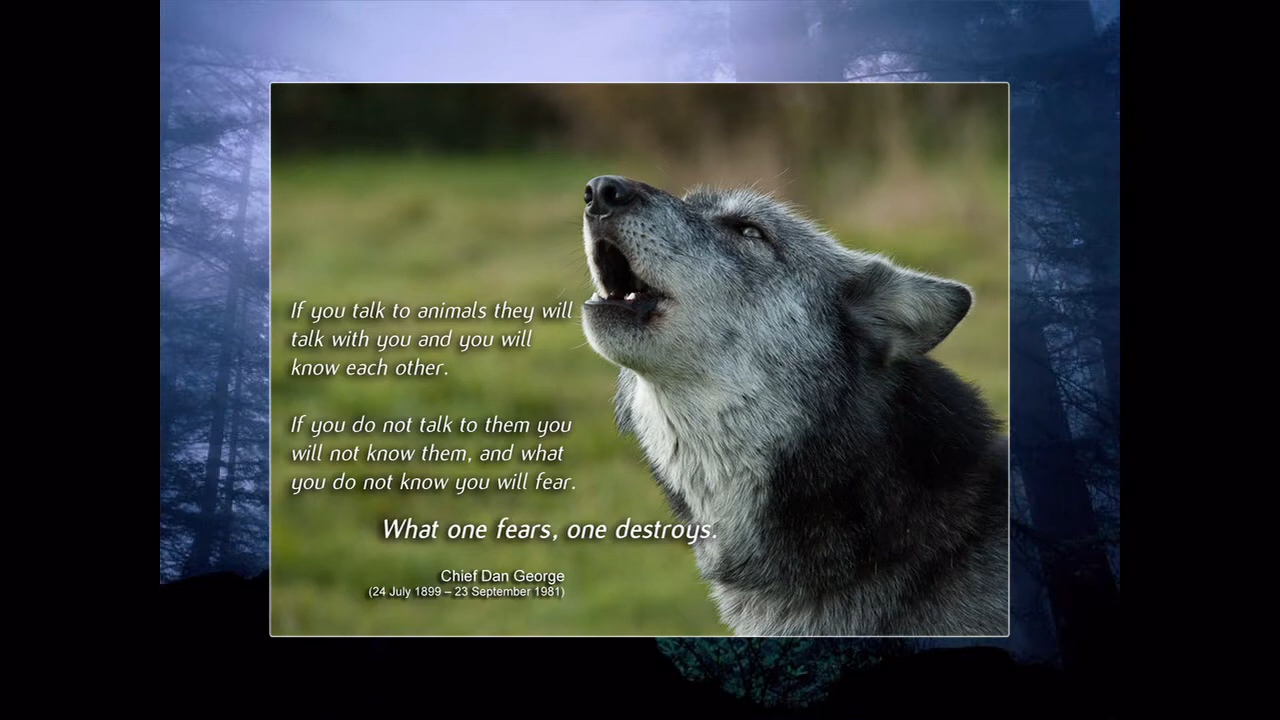 If you talk to animals they will
talk with you and you will
know each other.
If you do not talk to them you
will not know them, and what
you do not know you will fear.
What one fears, one destroys.
Chief Dan George
(24 July 1899 – 23 September 1981)